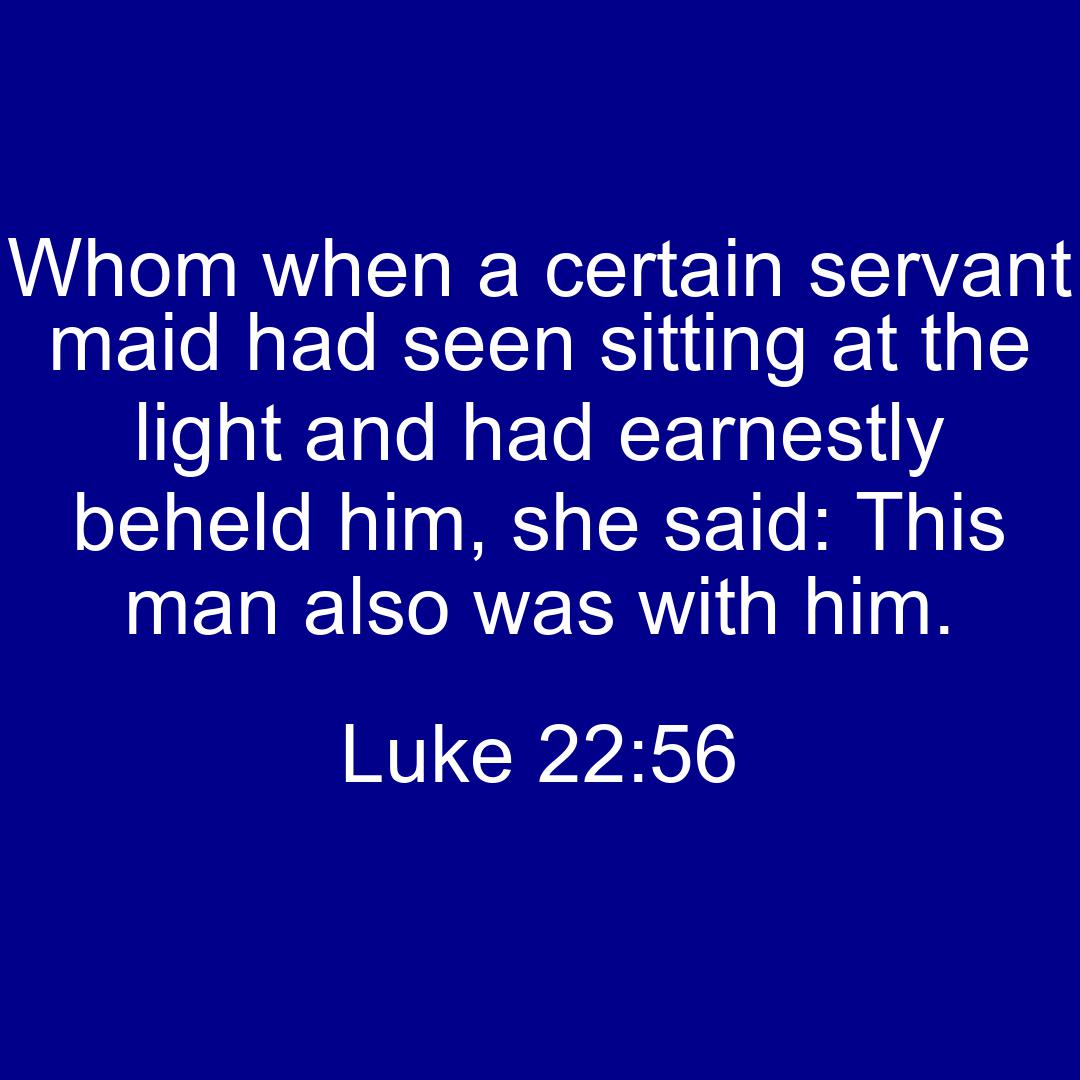 Whom when a certain servant
maid had seen sitting at the
light and had earnestly
beheld him, she said: This
man also was with him.
Luke 22:56